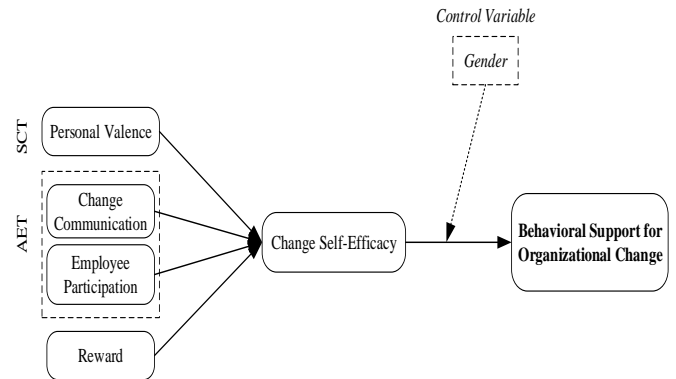 Control Variable
Gender
SCT
Personal Valence
AET
Change
Communication
Employee
Participation
Reward
Change Self-Efficacy
Behavioral Support for
Organizational Change